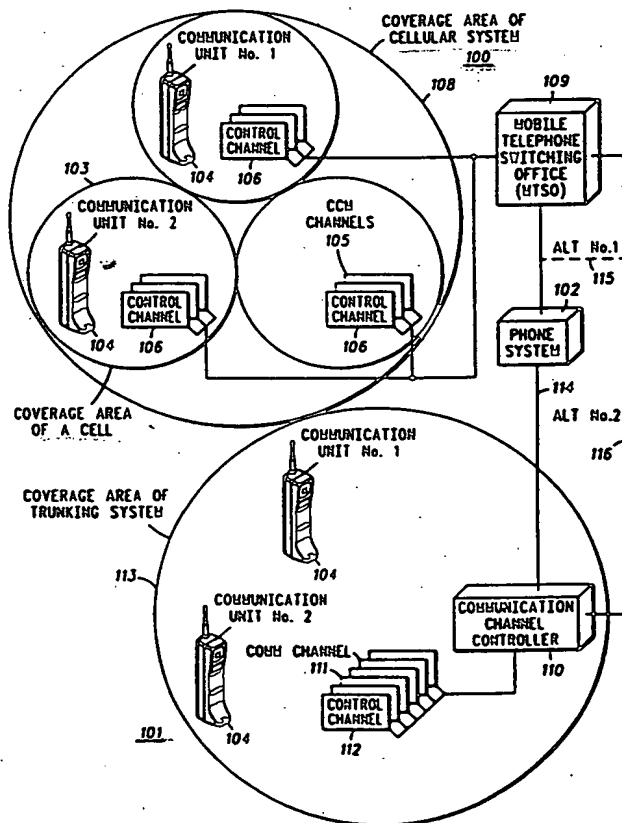 COVERAGE AREA OF
CELLULAR SYSTEM
100
108
COMMUNICATION
UNIT No. 1
104
CONTROL
CHANNEL
106
109
MOBILE
TELEPHONE
SWITCHING
OFFICE
(MTSO)
103
COMMUNICATION
UNIT No. 2
104
CONTROL
CHANNEL
106
COMM
CHANNELS
105
CONTROL
CHANNEL
106
ALT No.1
115
102
PHONE
SYSTEM
114
ALT No.2
116
COVERAGE AREA
OF A CELL
COVERAGE AREA OF
TRUNKING SYSTEM
113
COMMUNICATION
UNIT No. 1
104
COMMUNICATION
UNIT No. 2
104
COMM CHANNEL
111
CONTROL
CHANNEL
112
COMMUNICATION
CHANNEL
CONTROLLER
110
101